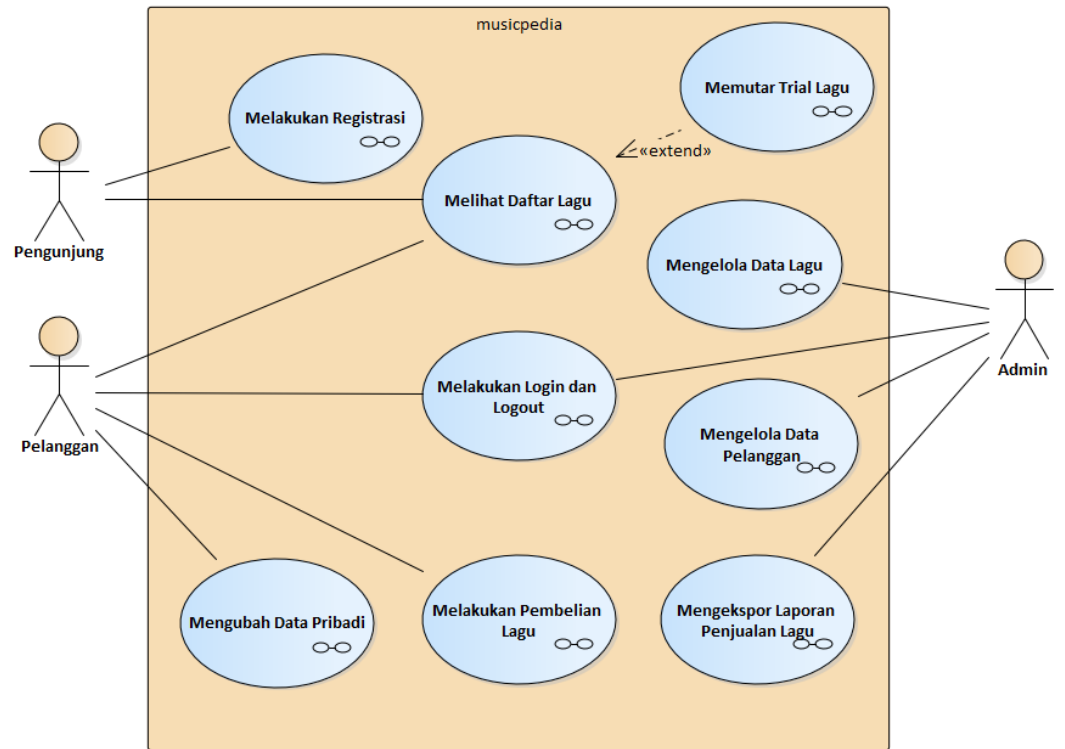 musicpedia
Memutar Trial Lagu
Melakukan Registrasi
«extend»
Melihat Daftar Lagu
Pengunjung
Mengelola Data Lagu
Admin
Melakukan Login dan
Logout
Pelanggan
Mengelola Data
Pelanggan
Mengubah Data Pribadi
Melakukan Pembelian
Lagu
Mengekspor Laporan
Penjualan Lagu